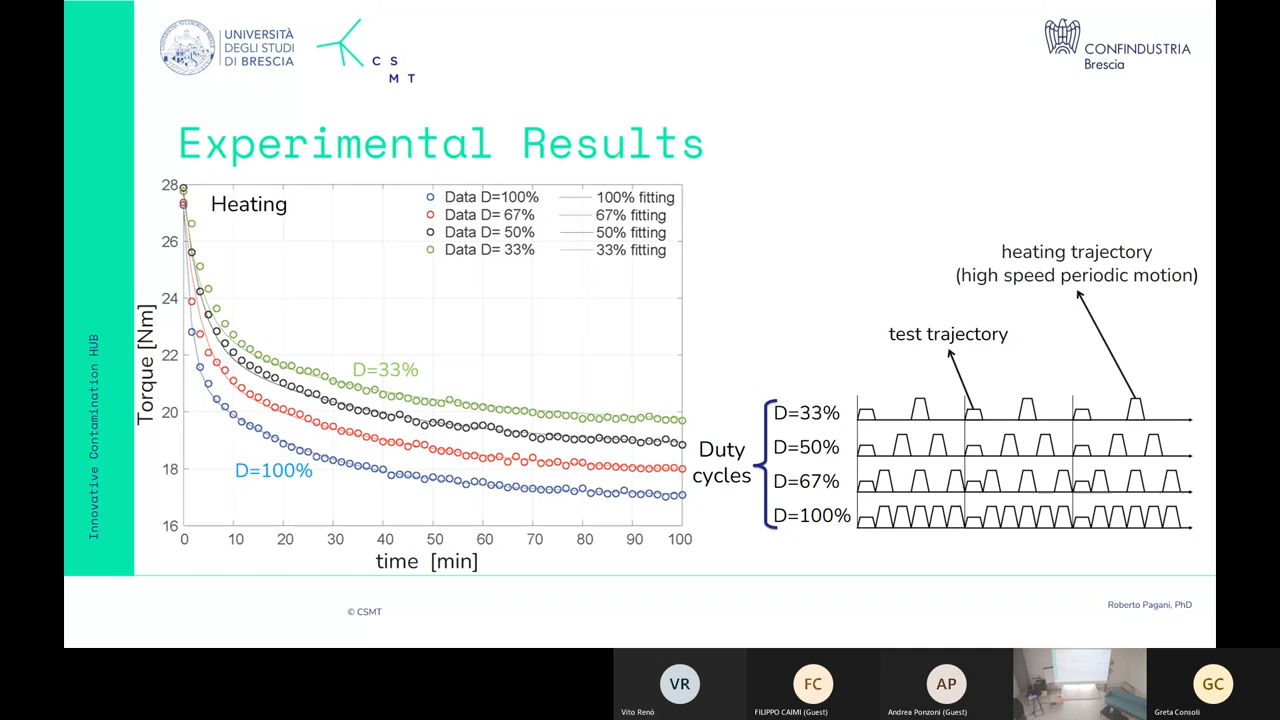 UNIVERSITÀ
DEGLI STUDI
DI BRESCIA
C S
M T
CONFINDUSTRIA
Brescia
Innovative Contamination HUB
Experimental Results
Heating
Data D=100%
Data D= 67%
Data D= 50%
Data D= 33%
100% fitting
67% fitting
50% fitting
33% fitting
D=33%
D=100%
28
26
24
22
20
18
16
Torque [Nm]
0 10 20 30 40 50 60 70 80 90 100
time [min]
heating trajectory
(high speed periodic motion)
test trajectory
Duty
cycles
D=33%
D=50%
D=67%
D=100%
© CSMT
Roberto Pagani, PhD
VR
Vito Renò
FC
FILIPPO CAIMI (Guest)
AP
Andrea Ponzoni (Guest)
GC
Greta Consoli